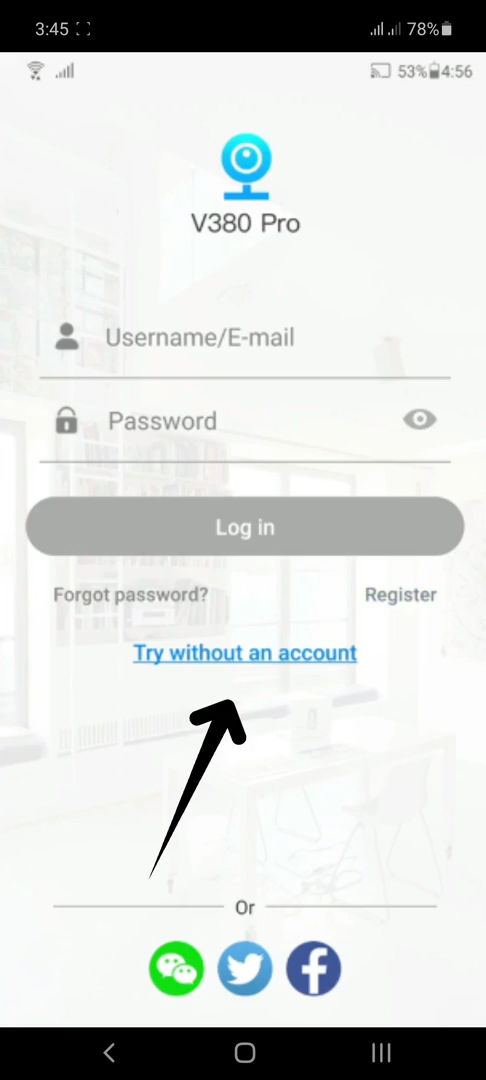 3:45 78%
53% 4:56
V380 Pro
Username/E-mail
Password
Log in
Forgot password? Register
Try without an account
Or